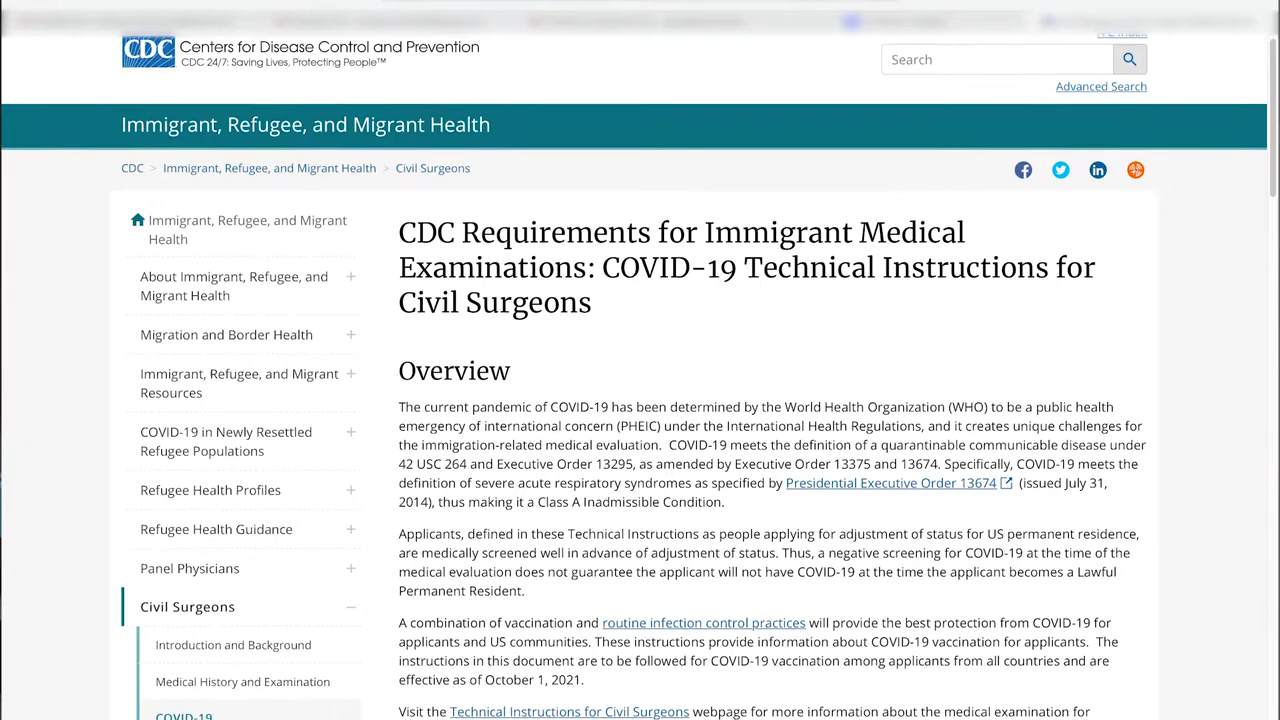 A-Z Index
CDC Centers for Disease Control and Prevention
CDC 24/7: Saving Lives, Protecting People™
Search
Advanced Search
Immigrant, Refugee, and Migrant Health
CDC > Immigrant, Refugee, and Migrant Health > Civil Surgeons
Immigrant, Refugee, and Migrant
Health
About Immigrant, Refugee, and
Migrant Health
Migration and Border Health
Immigrant, Refugee, and Migrant
Resources
COVID-19 in Newly Resettled
Refugee Populations
Refugee Health Profiles
Refugee Health Guidance
Panel Physicians
Civil Surgeons
Introduction and Background
Medical History and Examination
COVID-19
CDC Requirements for Immigrant Medical
Examinations: COVID-19 Technical Instructions for
Civil Surgeons
Overview
The current pandemic of COVID-19 has been determined by the World Health Organization (WHO) to be a public health
emergency of international concern (PHEIC) under the International Health Regulations, and it creates unique challenges for
the immigration-related medical evaluation.  COVID-19 meets the definition of a quarantinable communicable disease under
42 USC 264 and Executive Order 13295, as amended by Executive Order 13375 and 13674. Specifically, COVID-19 meets the
definition of severe acute respiratory syndromes as specified by Presidential Executive Order 13674 (issued July 31,
2014), thus making it a Class A Inadmissible Condition.
Applicants, defined in these Technical Instructions as people applying for adjustment of status for US permanent residence,
are medically screened well in advance of adjustment of status. Thus, a negative screening for COVID-19 at the time of the
medical evaluation does not guarantee the applicant will not have COVID-19 at the time the applicant becomes a Lawful
Permanent Resident.
A combination of vaccination and routine infection control practices will provide the best protection from COVID-19 for
applicants and US communities. These instructions provide information about COVID-19 vaccination for applicants.  The
instructions in this document are to be followed for COVID-19 vaccination among applicants from all countries and are
effective as of October 1, 2021.
Visit the Technical Instructions for Civil Surgeons webpage for more information about the medical examination for